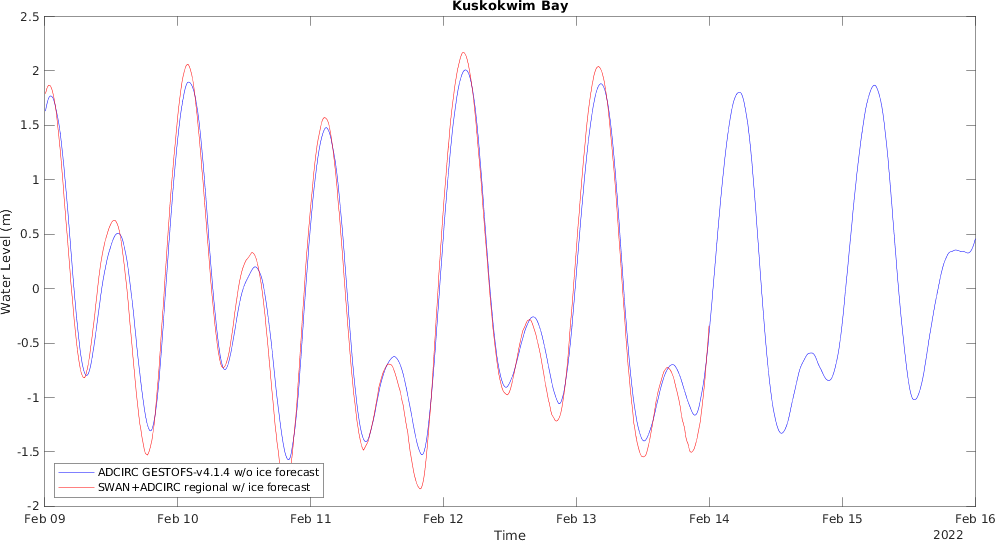 Kuskokwim Bay
2.5
2
1.5
1
0.5
0
-0.5
-1
-1.5
-2
Water Level (m)
ADCIRC GESTOFS-v4.1.4 w/o ice forecast
SWAN+ADCIRC regional w/ ice forecast
Feb 09 Feb 10 Feb 11 Feb 12 Feb 13 Feb 14 Feb 15 Feb 16
Time
2022